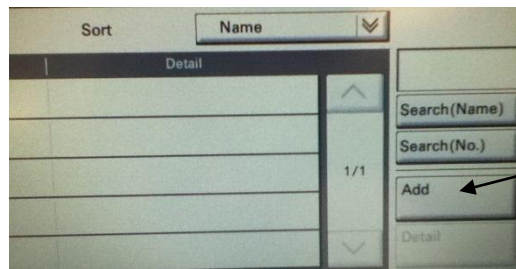 Sort Name
Detail
Search(Name)
Search(No.)
1/1
Add
Detail